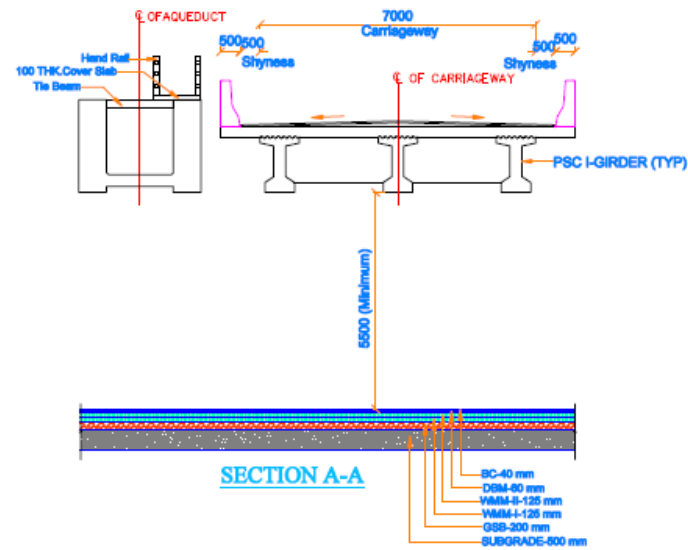 ℄ OFAQUEDUCT
Hand Rail
100 THK.Cover Slab
Tie Beam
7000
Carriageway
500
500
Shyness
500
500
Shyness
℄ OF CARRIAGEWAY
PSC I-GIRDER (TYP)
5500 (Minimum)
SECTION A-A
BC-40 mm
DBM-80 mm
WMM-II-125 mm
WMM-I-125 mm
GSB-200 mm
SUBGRADE-500 mm